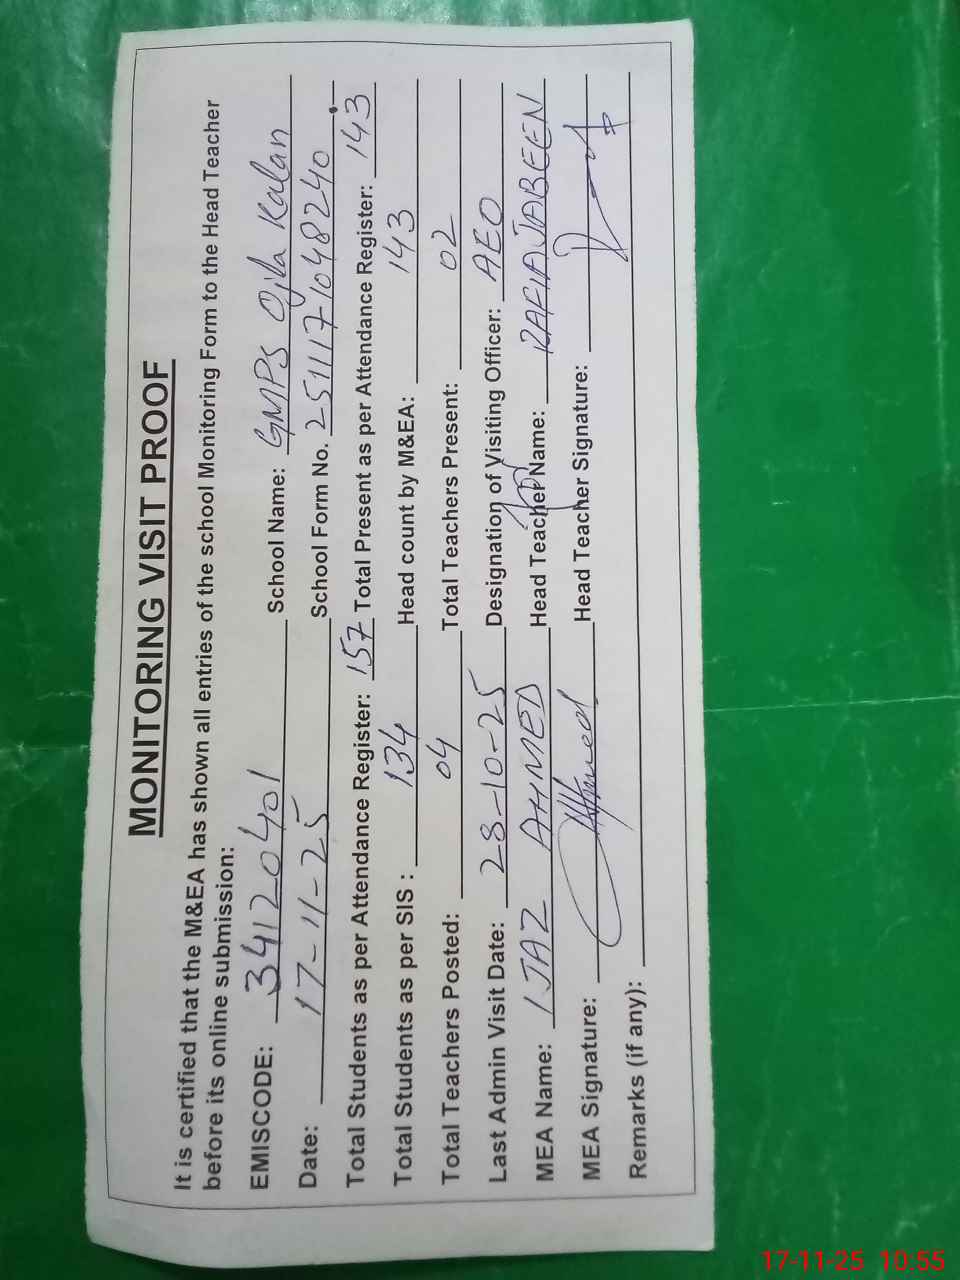 MONITORING VISIT PROOF
It is certified that the M&EA has shown all entries of the school Monitoring Form to the Head Teacher
before its online submission:
EMISCODE: 34120401 School Name: GMPS Ojla Kalan
Date: 17-11-25 School Form No. 251117-1048240
Total Students as per Attendance Register: 157 Total Present as per Attendance Register: 143
Total Students as per SIS : 134 Head count by M&EA: 143
Total Teachers Posted: 04 Total Teachers Present: 02
Last Admin Visit Date: 28-10-25 Designation of Visiting Officer: AEO
MEA Name: IJAZ AHMED Head Teacher Name: RAFIA JABEEN
MEA Signature: Ahmed Head Teacher Signature:
Remarks (if any):
17-11-25 10:55